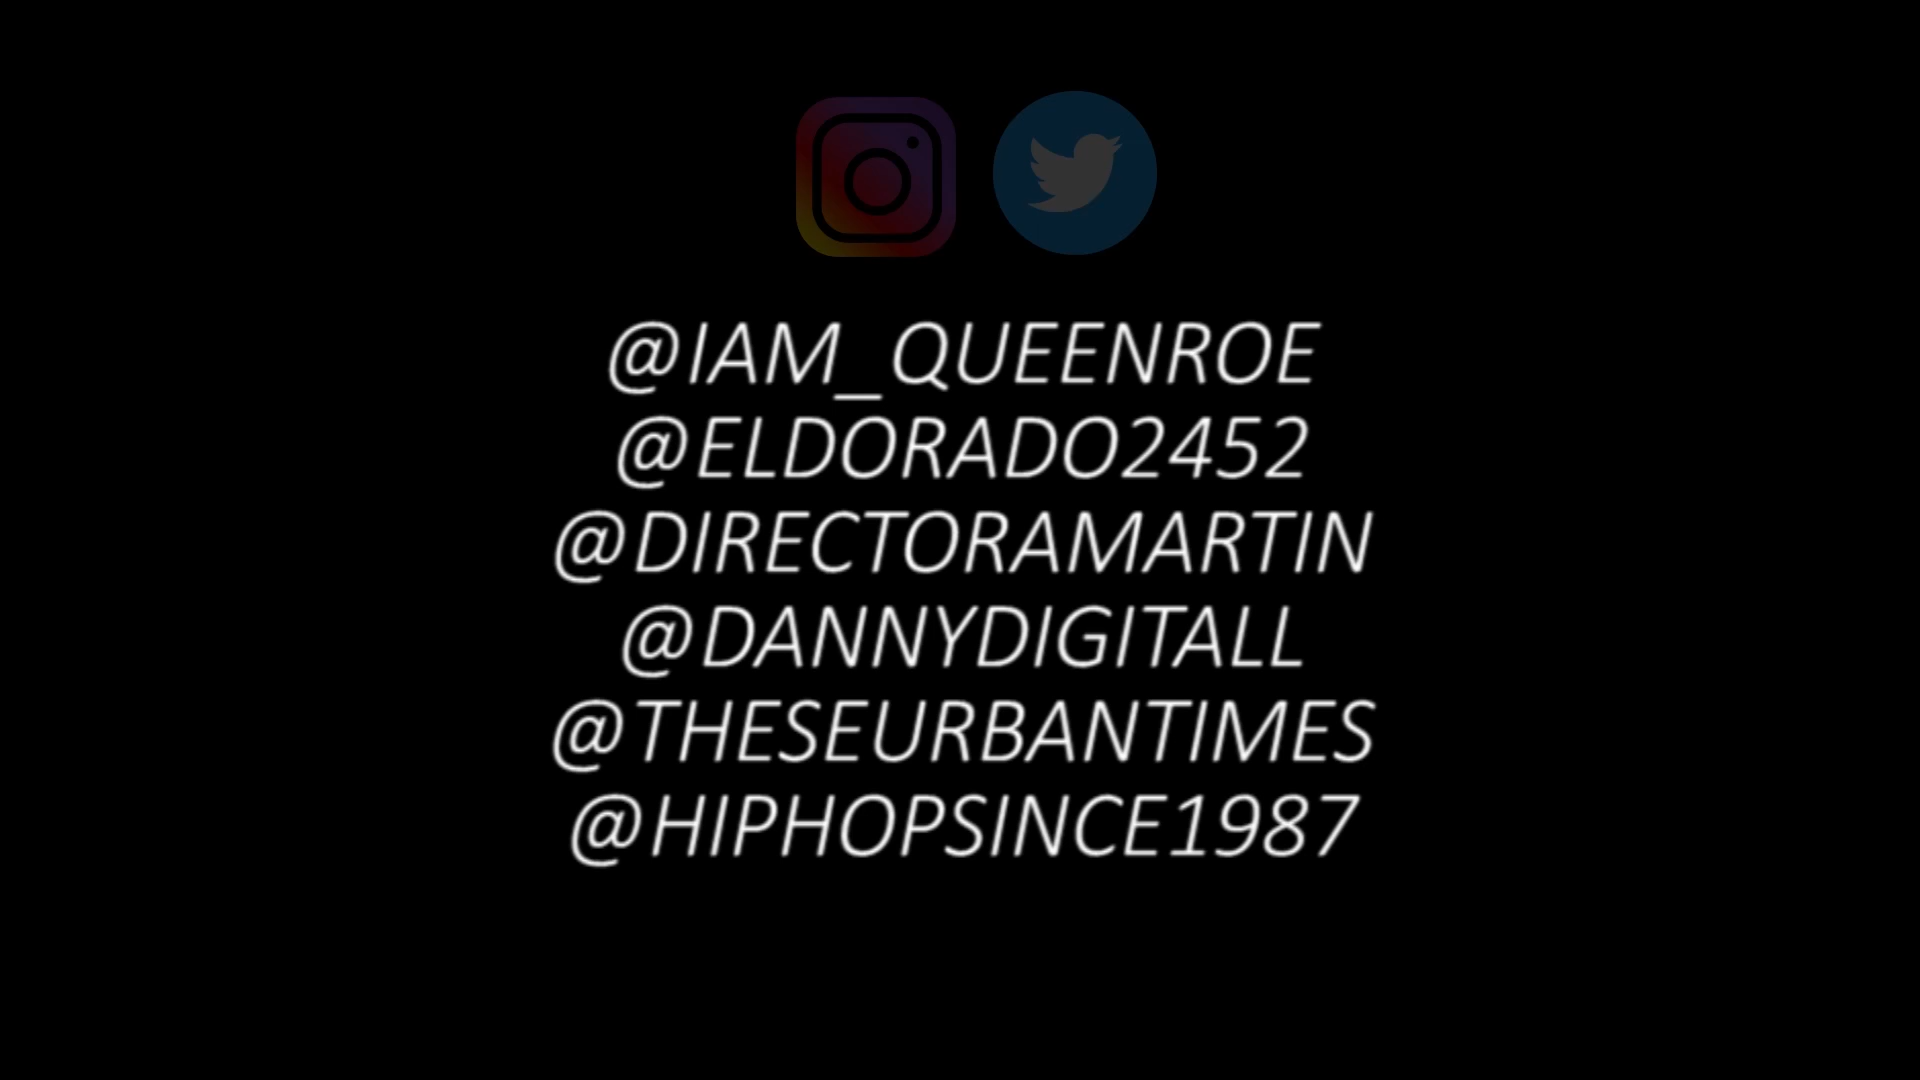 @IAM_QUEENROE
@ELDORADO2452
@DIRECTORAMARTIN
@DANNYDIGITALL
@THESEURBANTIMES
@HIPHOPSINCE1987